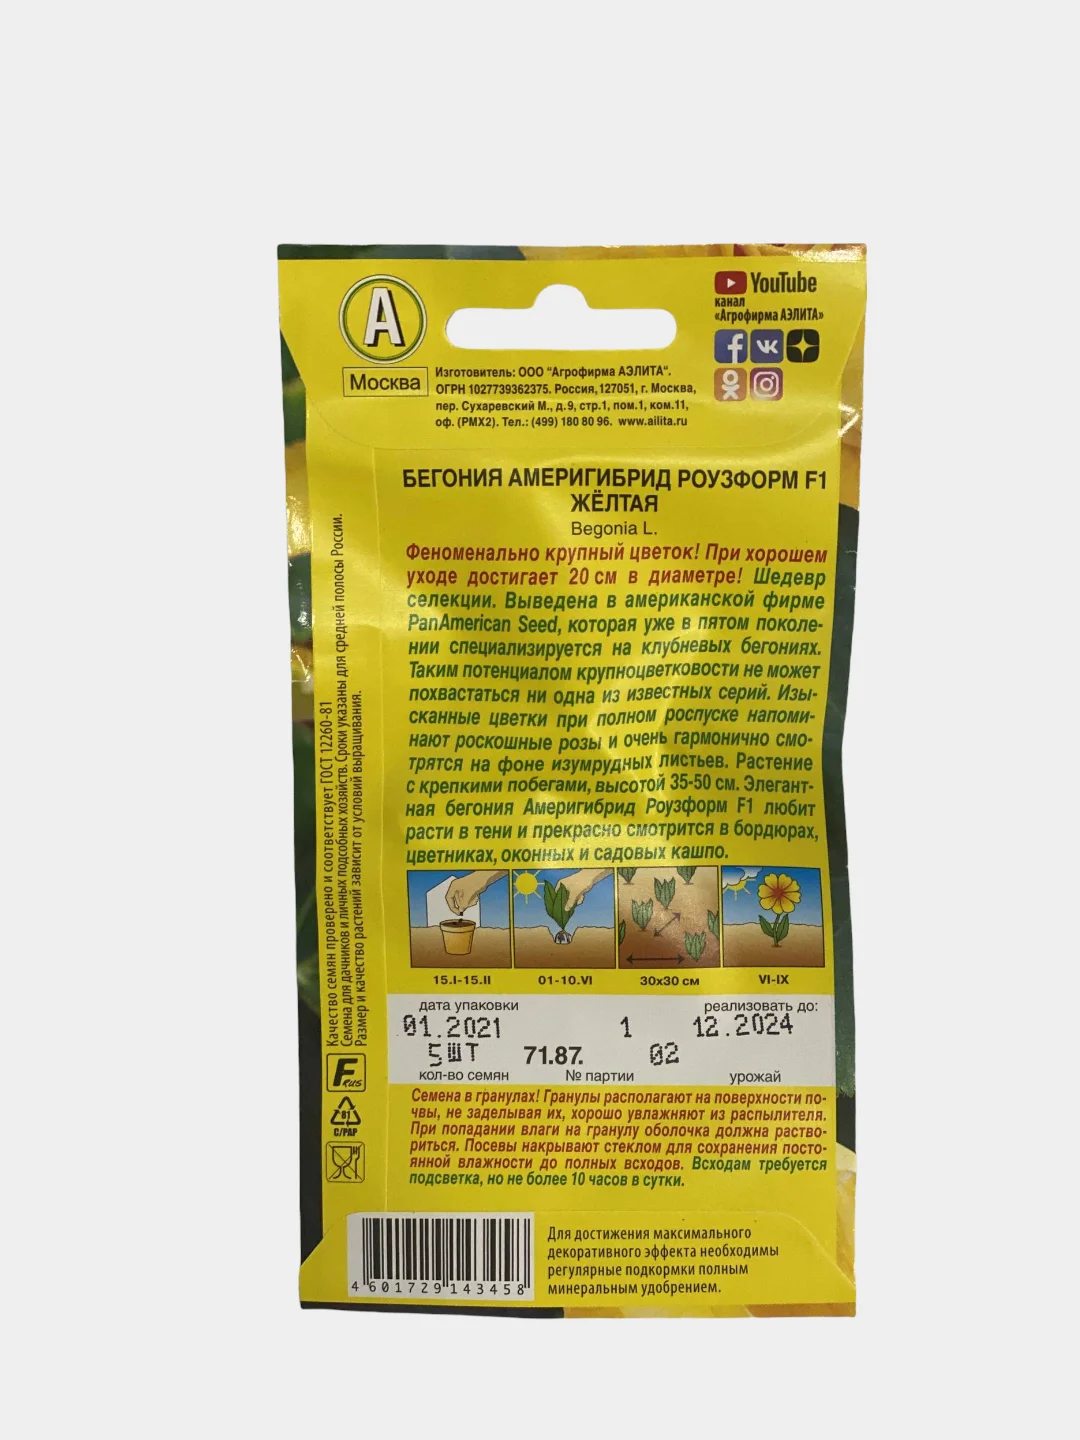 А
Москва
Изготовитель: ООО "Агрофирма АЭЛИТА".
ОГРН 1027739362375. Россия, 127051, г. Москва,
пер. Сухаревский М., д.9, стр.1, пом.1, ком.11,
оф. (РМХ2). Тел.: (499) 180 80 96. www.ailita.ru
YouTube
канал
«Агрофирма АЭЛИТА»
БЕГОНИЯ АМЕРИГИБРИД РОУЗФОРМ F1
ЖЁЛТАЯ
Begonia L.
Феноменально крупный цветок! При хорошем
уходе достигает 20 см в диаметре! Шедевр
селекции. Выведена в американской фирме
PanAmerican Seed, которая уже в пятом поколе-
нии специализируется на клубневых бегониях.
Таким потенциалом крупноцветковости не может
похвастаться ни одна из известных серий. Изы-
сканные цветки при полном роспуске напоми-
нают роскошные розы и очень гармонично смо-
трятся на фоне изумрудных листьев. Растение
с крепкими побегами, высотой 35-50 см. Элегант-
ная бегония Америгибрид Роузформ F1 любит
расти в тени и прекрасно смотрится в бордюрах,
цветниках, оконных и садовых кашпо.
15.I-15.II
01-10.VI
30x30 см
VI-IX
дата упаковки
реализовать до:
01.2021
1
12.2024
5ШТ
71.87.
02
кол-во семян
№ партии
урожай
Семена в гранулах! Гранулы располагают на поверхности по-
чвы, не заделывая их, хорошо увлажняют из распылителя.
При попадании влаги на гранулу оболочка должна раство-
риться. Посевы накрывают стеклом для сохранения посто-
янной влажности до полных всходов. Всходам требуется
подсветка, но не более 10 часов в сутки.
Для достижения максимального
декоративного эффекта необходимы
регулярные подкормки полным
минеральным удобрением.
4 601729 143458
Качество семян проверено и соответствует ГОСТ 12260-81
Семена для дачников и личных подсобных хозяйств. Сроки указаны для средней полосы России.
Размер и качество растений зависит от условий выращивания.
F RUS
81
C/PAP